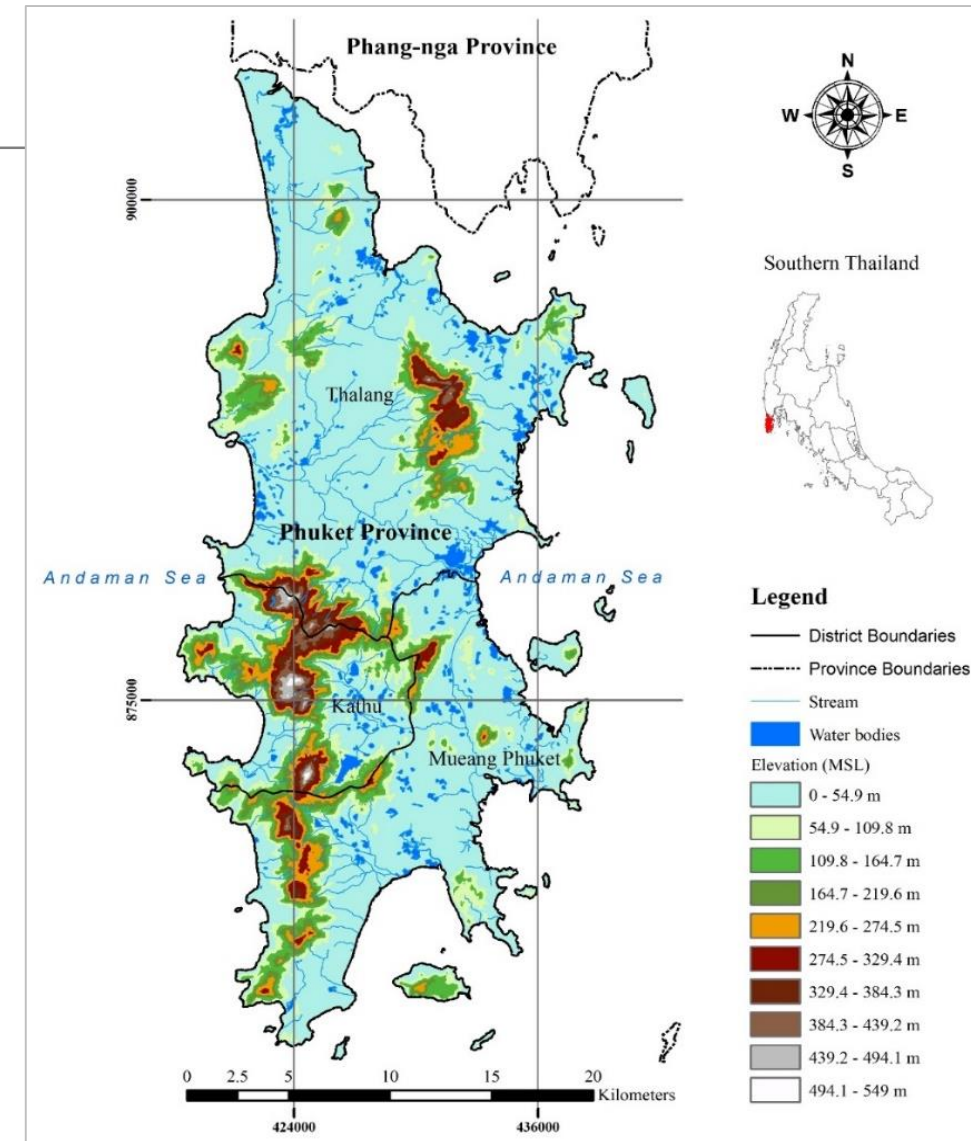 Phang-nga Province
N
W
E
S
900000
Southern Thailand
Thalang
Phuket Province
Andaman Sea
Andaman Sea
Legend
District Boundaries
Province Boundaries
875000
Kathu
Stream
Water bodies
Mueang Phuket
Elevation (MSL)
0 - 54.9 m
54.9 - 109.8 m
109.8 - 164.7 m
164.7 - 219.6 m
219.6 - 274.5 m
274.5 - 329.4 m
329.4 - 384.3 m
384.3 - 439.2 m
439.2 - 494.1 m
494.1 - 549 m
0 2.5 5 10 15 20
Kilometers
424000 436000